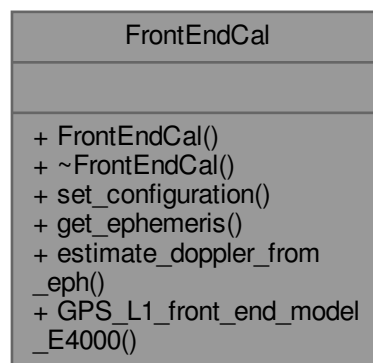 FrontEndCal
+ FrontEndCal()
+ ~FrontEndCal()
+ set_configuration()
+ get_ephemeris()
+ estimate_doppler_from
_eph()
+ GPS_L1_front_end_model
_E4000()